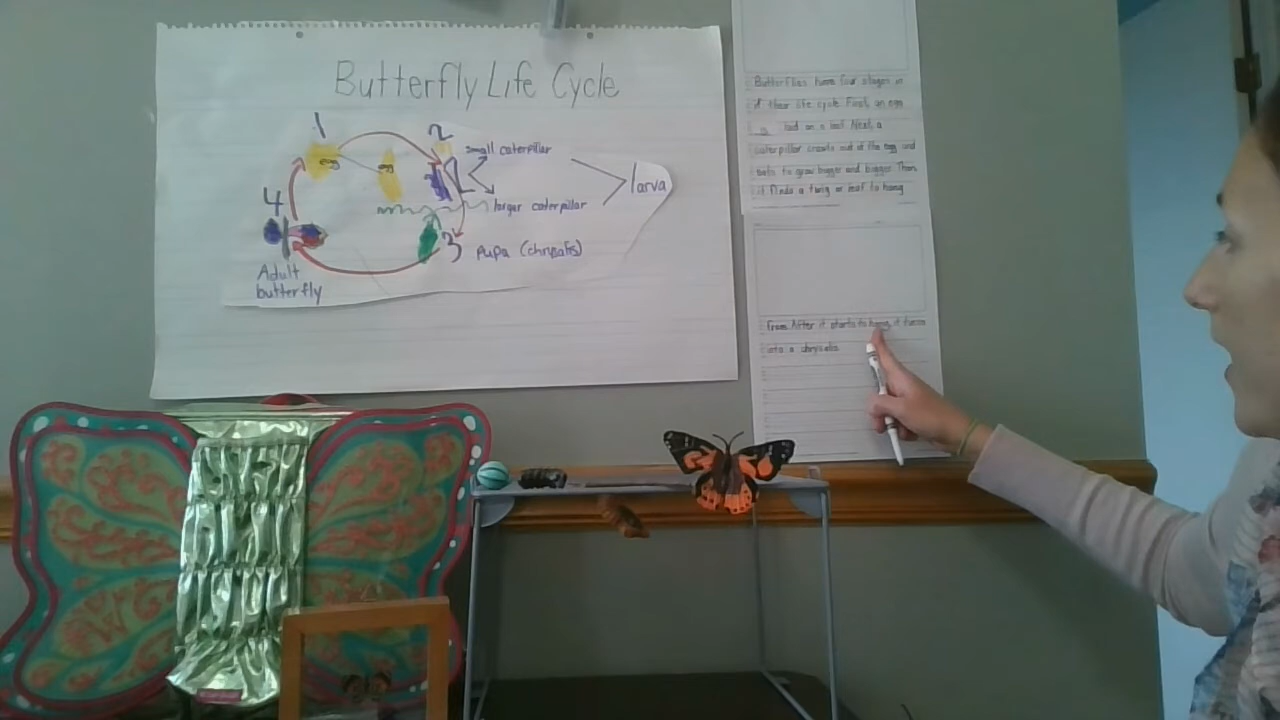 Butterfly Life Cycle
1
2
small caterpillar
larva
4
larger caterpillar
3 Pupa (chrysalis)
Adult
butterfly
Butterflies have four stages in
of their life cycle. First, an egg
laid on a leaf. Next, a
caterpillar crawls out of the egg and
eats to grow bigger and bigger. Then,
it finds a twig or leaf to hang
from. After it starts to hang, it turns
into a chrysalis.